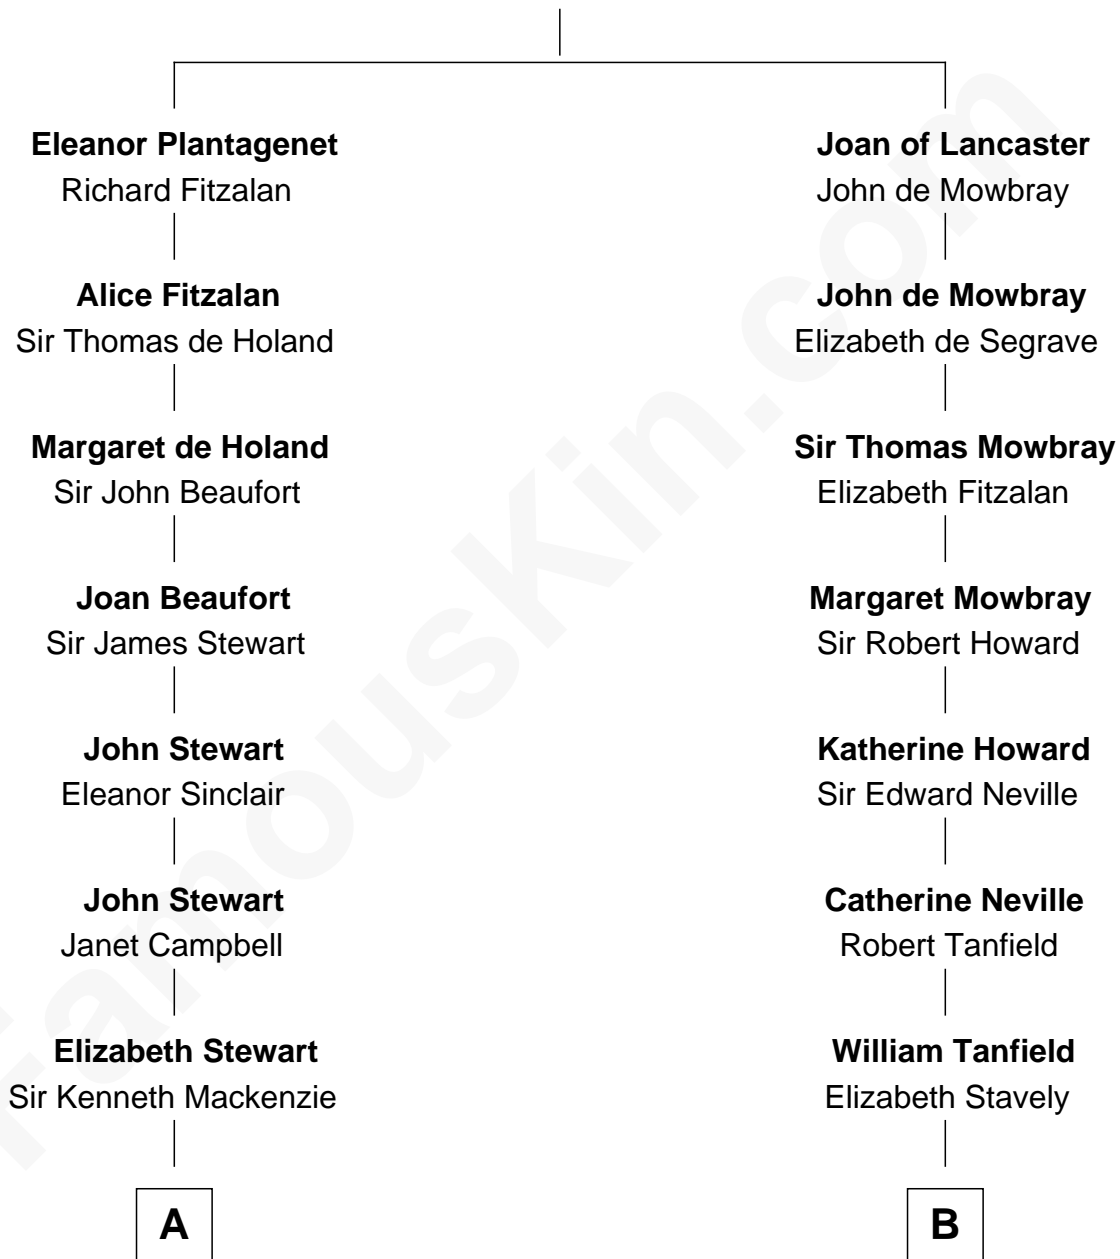 Eleanor Plantagenet
Richard Fitzalan
Alice Fitzalan
Sir Thomas de Holand
Margaret de Holand
Sir John Beaufort
Joan Beaufort
Sir James Stewart
John Stewart
Eleanor Sinclair
John Stewart
Janet Campbell
Elizabeth Stewart
Sir Kenneth Mackenzie
A
Joan of Lancaster
John de Mowbray
John de Mowbray
Elizabeth de Segrave
Sir Thomas Mowbray
Elizabeth Fitzalan
Margaret Mowbray
Sir Robert Howard
Katherine Howard
Sir Edward Neville
Catherine Neville
Robert Tanfield
William Tanfield
Elizabeth Stavely
B
FamousKin.com